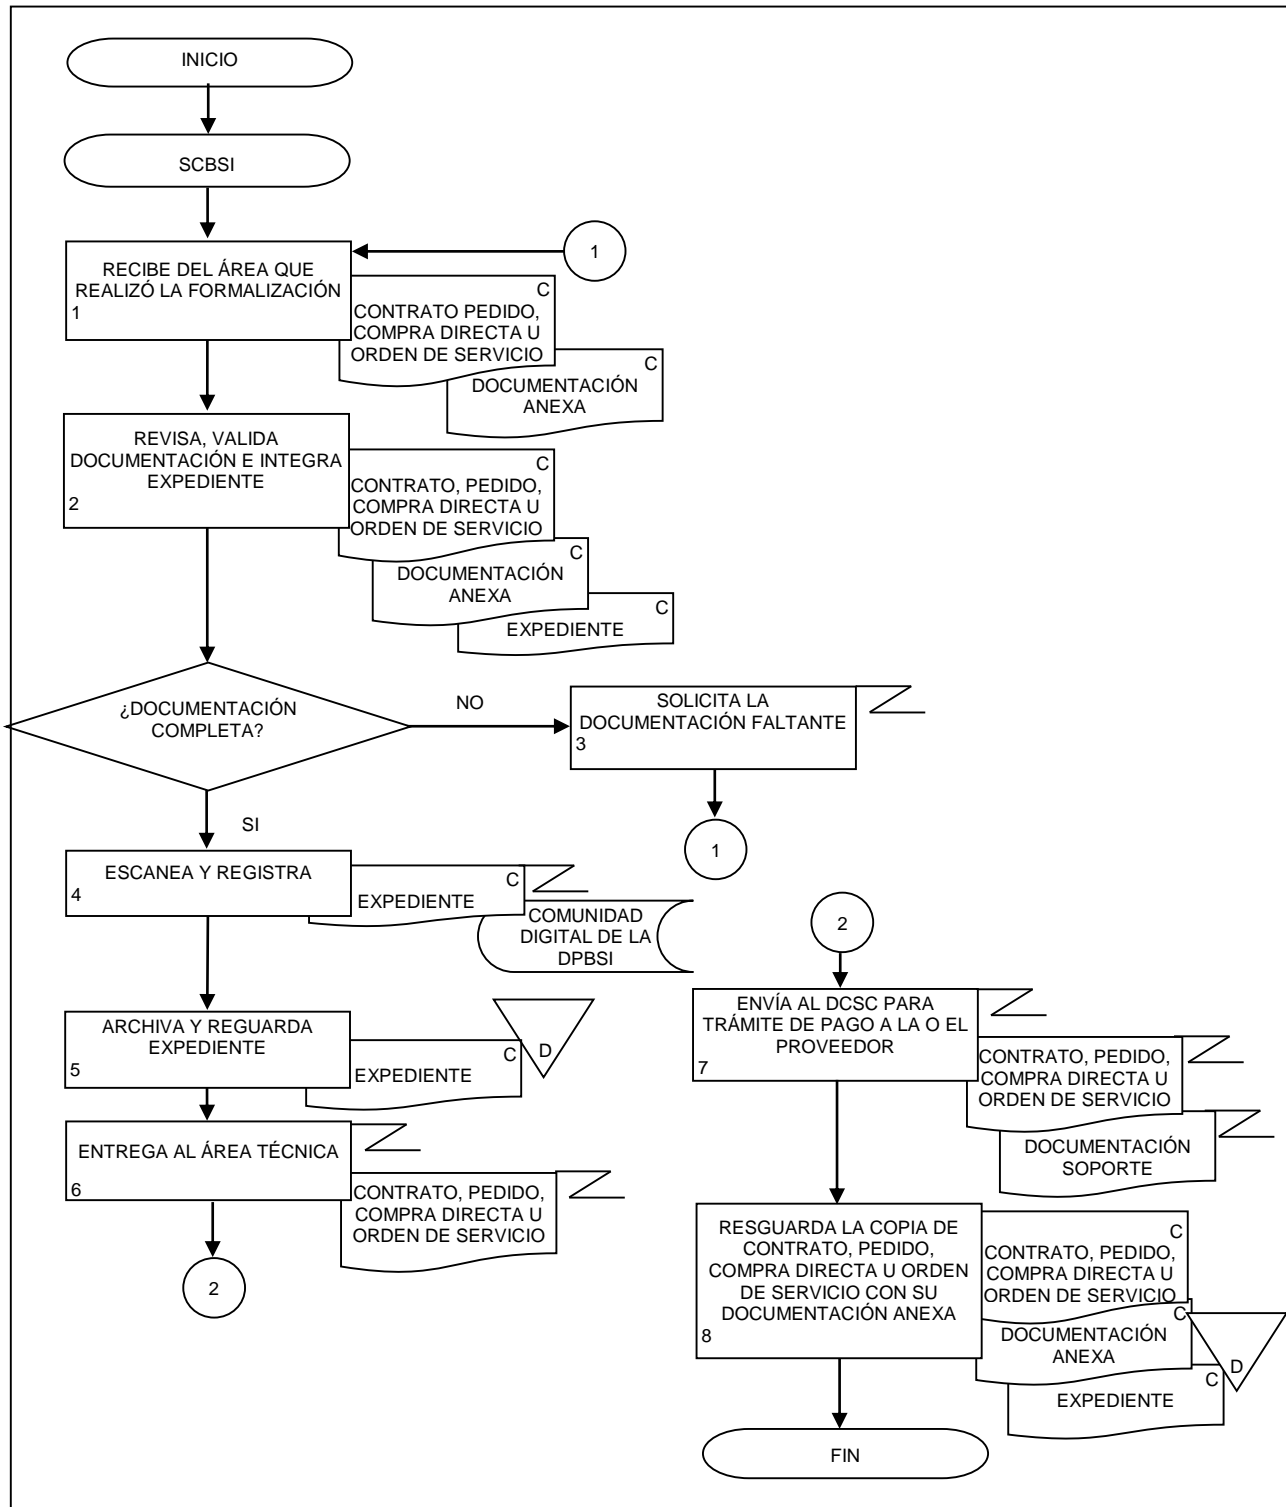 INICIO
SCBSI
1
RECIBE DEL ÁREA QUE
REALIZÓ LA FORMALIZACIÓN
1
C
CONTRATO PEDIDO,
COMPRA DIRECTA U
ORDEN DE SERVICIO
C
DOCUMENTACIÓN
ANEXA
REVISA, VALIDA
DOCUMENTACIÓN E INTEGRA
EXPEDIENTE
2
C
CONTRATO, PEDIDO,
COMPRA DIRECTA U
ORDEN DE SERVICIO
C
DOCUMENTACIÓN
ANEXA
C
EXPEDIENTE
¿DOCUMENTACIÓN
COMPLETA?
NO
SOLICITA LA
DOCUMENTACIÓN FALTANTE
3
1
SI
ESCANEA Y REGISTRA
4
C
EXPEDIENTE
COMUNIDAD
DIGITAL DE LA
DPBSI
ARCHIVA Y REGUARDA
EXPEDIENTE
5
C
EXPEDIENTE
D
ENTREGA AL ÁREA TÉCNICA
6
CONTRATO, PEDIDO,
COMPRA DIRECTA U
ORDEN DE SERVICIO
2
2
ENVÍA AL DCSC PARA
TRÁMITE DE PAGO A LA O EL
PROVEEDOR
7
CONTRATO, PEDIDO,
COMPRA DIRECTA U
ORDEN DE SERVICIO
DOCUMENTACIÓN
SOPORTE
RESGUARDA LA COPIA DE
CONTRATO, PEDIDO,
COMPRA DIRECTA U ORDEN
DE SERVICIO CON SU
DOCUMENTACIÓN ANEXA
8
C
CONTRATO, PEDIDO,
COMPRA DIRECTA U
ORDEN DE SERVICIO
C
DOCUMENTACIÓN
ANEXA
C
EXPEDIENTE
D
FIN